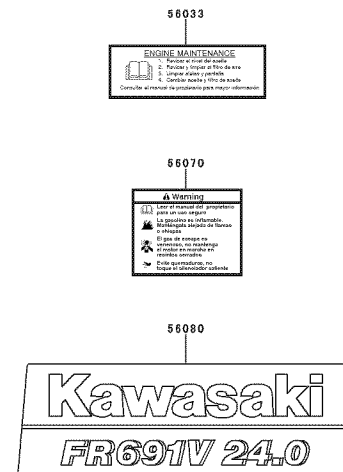 56033
ENGINE MAINTENANCE
1. Revisar el nivel del aceite
2. Revisar y limpiar el filtro de aire
3. Limpiar aletas y pantalla
4. Cambiar aceite y filtro de aceite
Consultar el manual de propietario para mayor información
56070
Warning
Leer el manual del propietario
para un uso seguro
La gasolina es inflamable.
Manténgala alejada de llamas
o chispas
El gas de escape es
venenoso, no mantenga
el motor en marcha en
recintos cerrados
Evite quemaduras, no
toque el silenciador caliente
56080
Kawasaki
FR691V 24.0